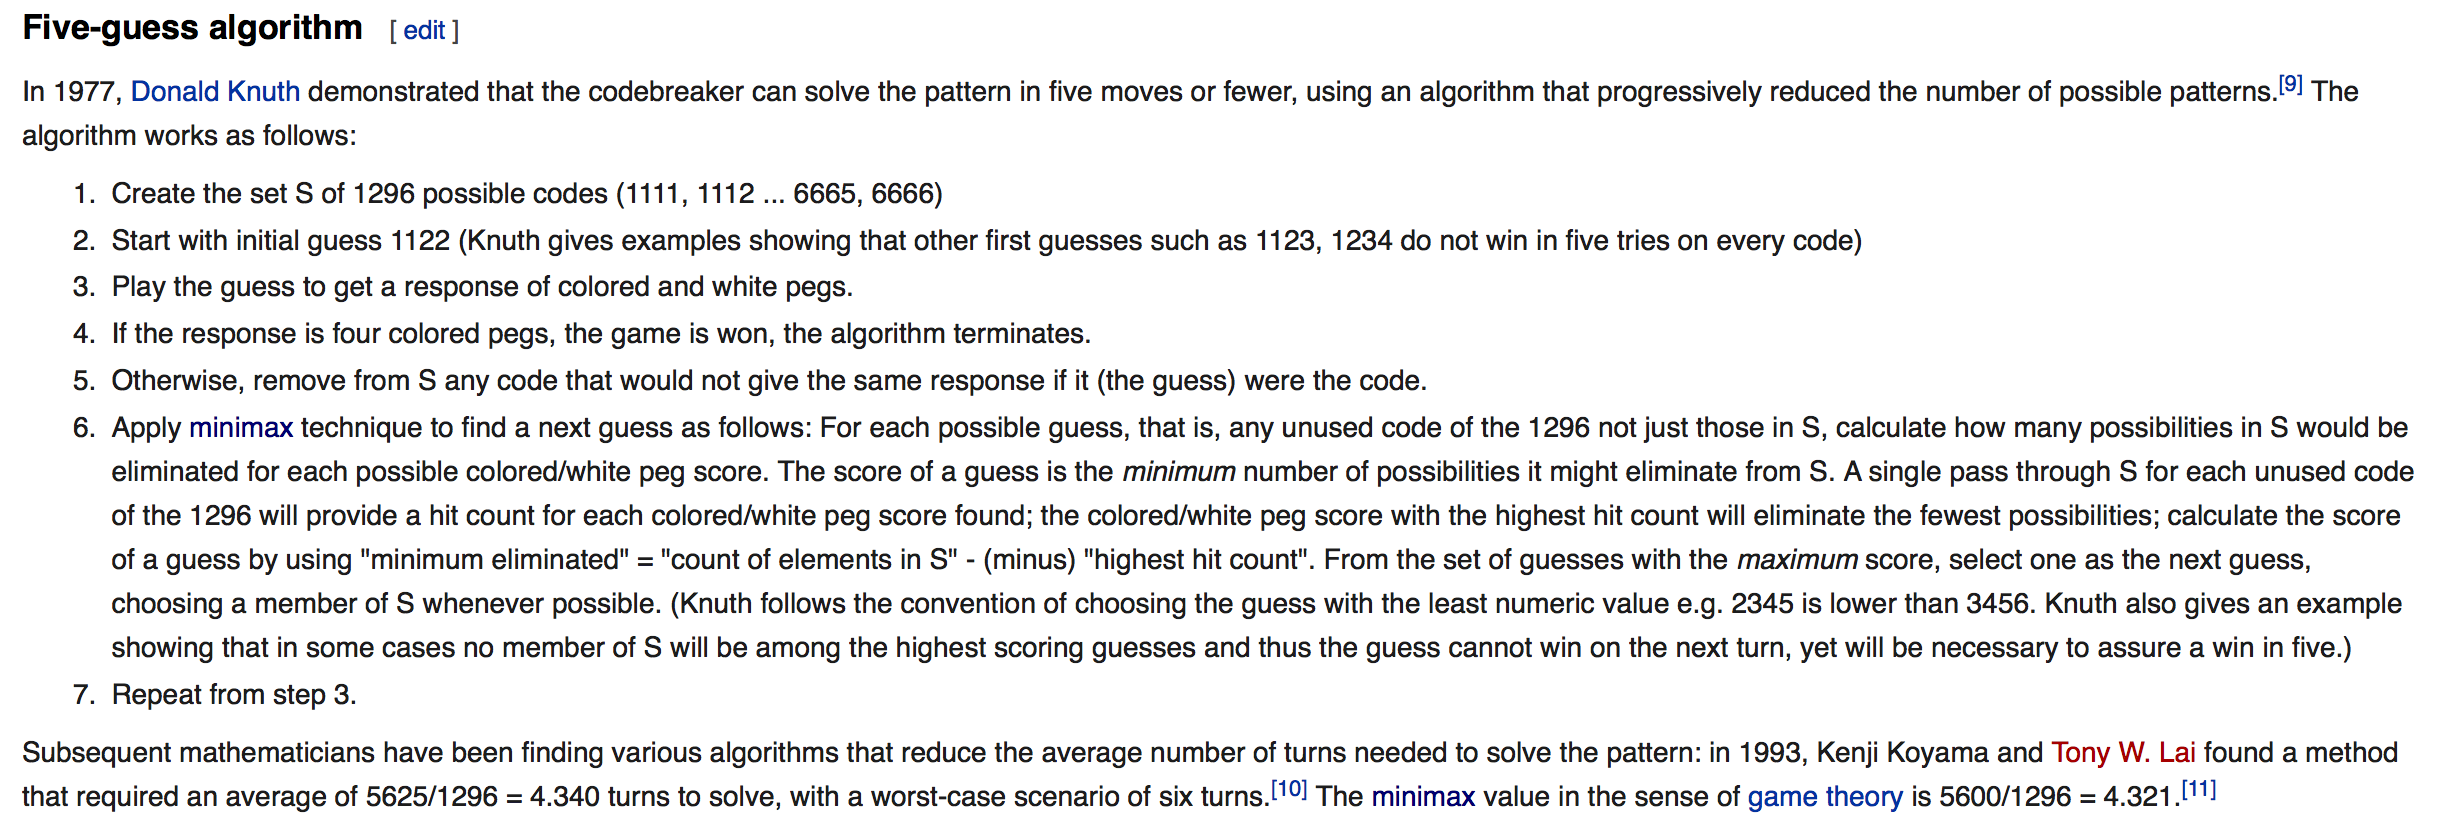 Five-guess algorithm [ edit ]
In 1977, Donald Knuth demonstrated that the codebreaker can solve the pattern in five moves or fewer, using an algorithm that progressively reduced the number of possible patterns.[9] The
algorithm works as follows:
1. Create the set S of 1296 possible codes (1111, 1112 ... 6665, 6666)
2. Start with initial guess 1122 (Knuth gives examples showing that other first guesses such as 1123, 1234 do not win in five tries on every code)
3. Play the guess to get a response of colored and white pegs.
4. If the response is four colored pegs, the game is won, the algorithm terminates.
5. Otherwise, remove from S any code that would not give the same response if it (the guess) were the code.
6. Apply minimax technique to find a next guess as follows: For each possible guess, that is, any unused code of the 1296 not just those in S, calculate how many possibilities in S would be
eliminated for each possible colored/white peg score. The score of a guess is the minimum number of possibilities it might eliminate from S. A single pass through S for each unused code
of the 1296 will provide a hit count for each colored/white peg score found; the colored/white peg score with the highest hit count will eliminate the fewest possibilities; calculate the score
of a guess by using "minimum eliminated" = "count of elements in S" - (minus) "highest hit count". From the set of guesses with the maximum score, select one as the next guess,
choosing a member of S whenever possible. (Knuth follows the convention of choosing the guess with the least numeric value e.g. 2345 is lower than 3456. Knuth also gives an example
showing that in some cases no member of S will be among the highest scoring guesses and thus the guess cannot win on the next turn, yet will be necessary to assure a win in five.)
7. Repeat from step 3.
Subsequent mathematicians have been finding various algorithms that reduce the average number of turns needed to solve the pattern: in 1993, Kenji Koyama and Tony W. Lai found a method
that required an average of 5625/1296 = 4.340 turns to solve, with a worst-case scenario of six turns.[10] The minimax value in the sense of game theory is 5600/1296 = 4.321.[11]